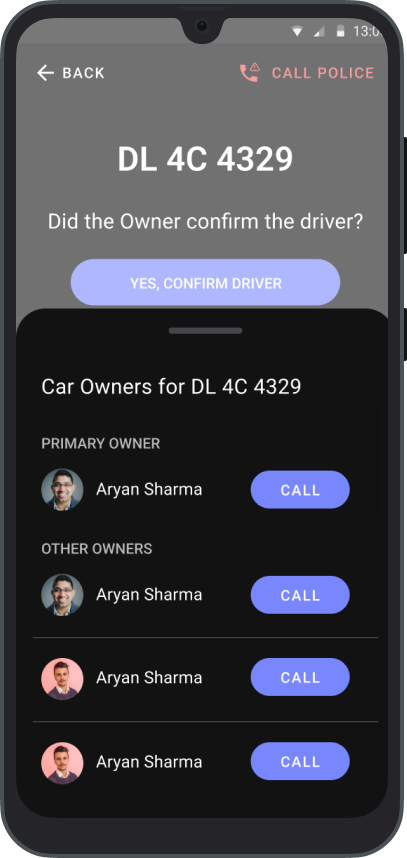 13:0
BACK
CALL POLICE
DL 4C 4329
Did the Owner confirm the driver?
YES, CONFIRM DRIVER
Car Owners for DL 4C 4329
PRIMARY OWNER
Aryan Sharma
CALL
OTHER OWNERS
Aryan Sharma
CALL
Aryan Sharma
CALL
Aryan Sharma
CALL